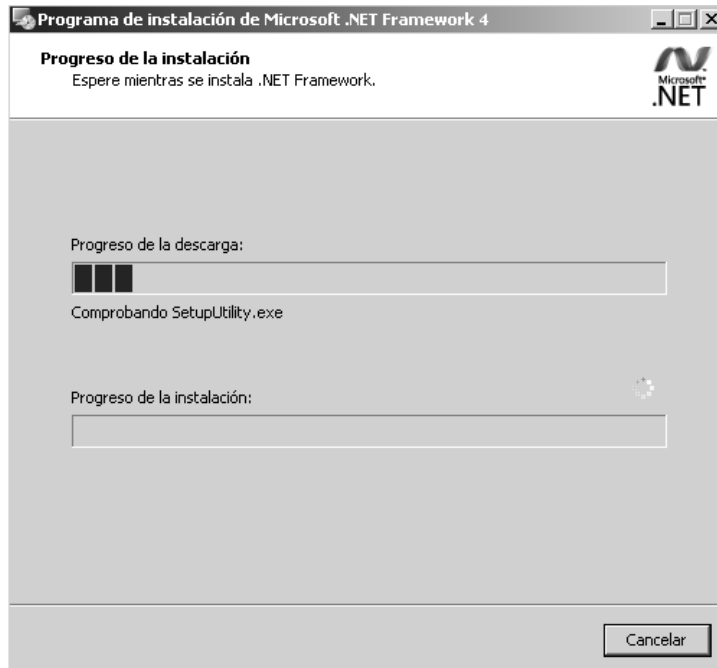 Programa de instalación de Microsoft .NET Framework 4
Progreso de la instalación
Espere mientras se instala .NET Framework.
Microsoft®
.NET
Progreso de la descarga:
Comprobando SetupUtility.exe
Progreso de la instalación:
Cancelar